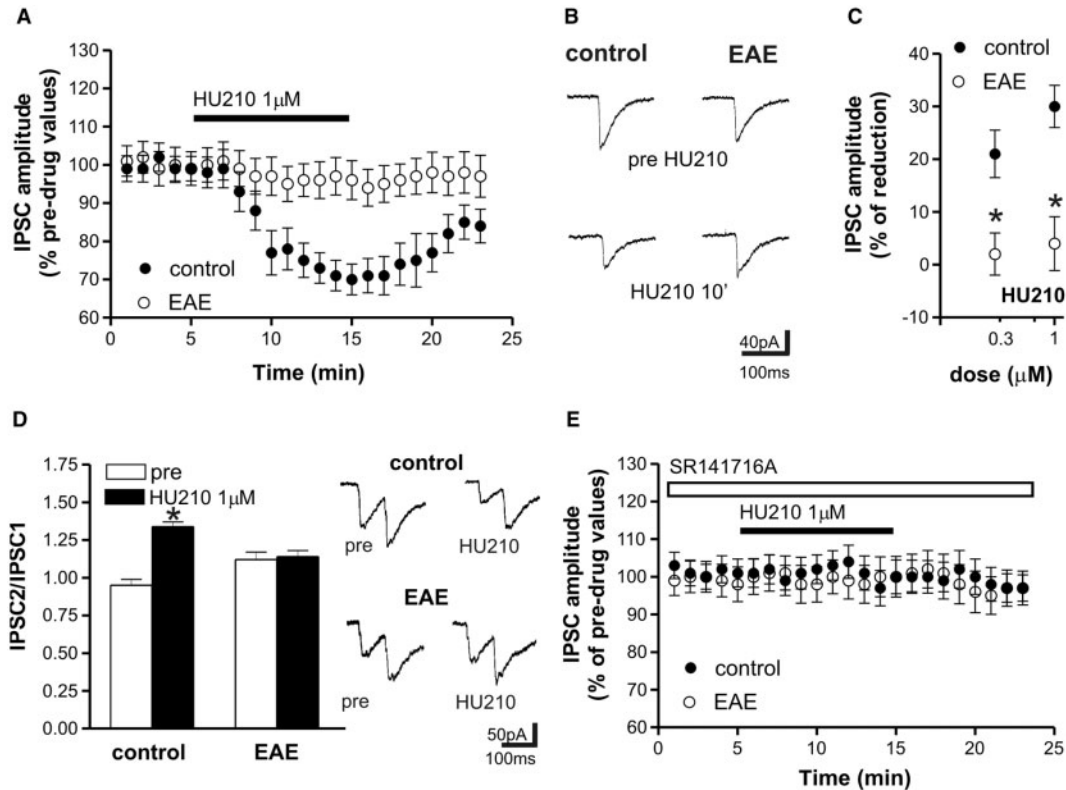 A
IPSC amplitude
(% pre-drug values)
130
120
110
100
90
80
70
60
HU210 1μM
control
EAE
0
5
10
15
20
25
Time (min)
B
control
EAE
pre HU210
HU210 10’
40pA
100ms
C
IPSC amplitude
(% of reduction)
40
30
20
10
0
-10
control
EAE
*
*
HU210
0.3
1
dose (μM)
D
IPSC2/IPSC1
1.75
1.50
1.25
1.00
0.75
0.50
0.25
0.00
pre
HU210 1μM
*
control
EAE
control
pre
HU210
EAE
pre
HU210
50pA
100ms
E
IPSC amplitude
(% of pre-drug values)
130
120
110
100
90
80
70
60
SR141716A
HU210 1μM
control
EAE
0
5
10
15
20
25
Time (min)